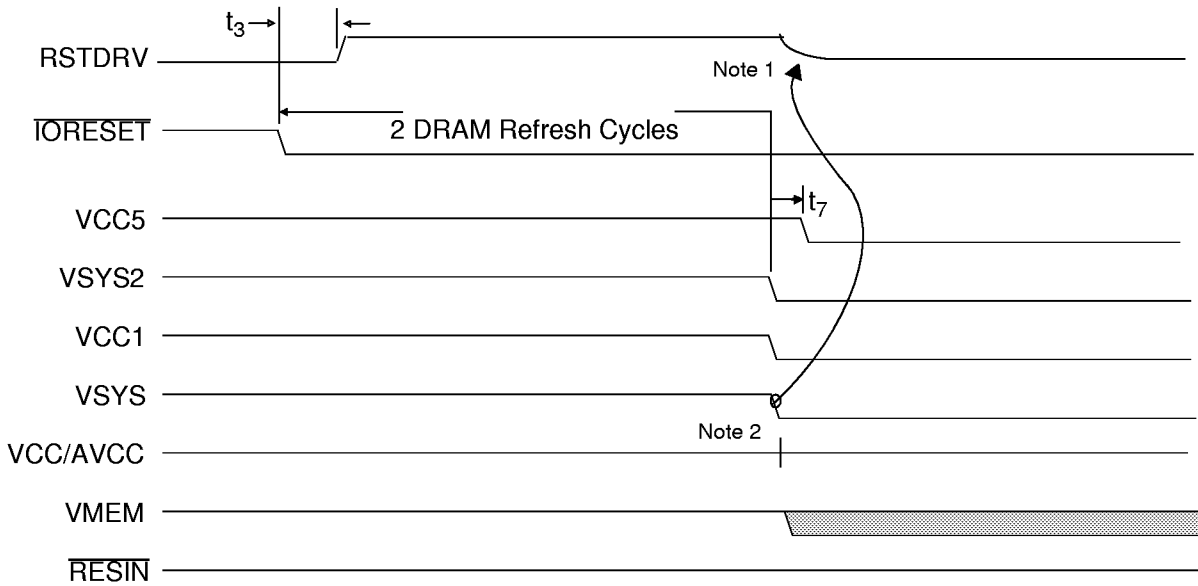 t3
RSTDRV
Note 1
IORESET
2 DRAM Refresh Cycles
VCC5
t7
VSYS2
VCC1
VSYS
Note 2
VCC/AVCC
VMEM
RESIN